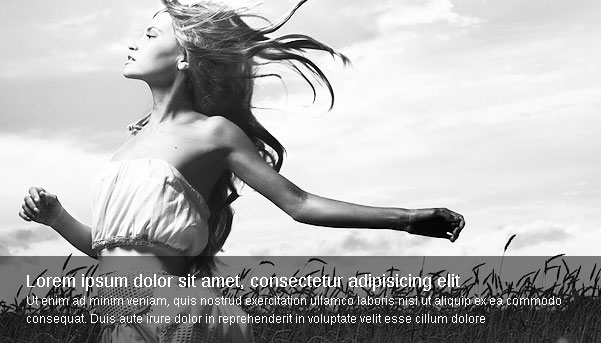 Lorem ipsum dolor sit amet, consectetur adipisicing elit
Ut enim ad minim veniam, quis nostrud exercitation ullamco laboris nisi ut aliquip ex ea commodo
consequat. Duis aute irure dolor in reprehenderit in voluptate velit esse cillum dolore